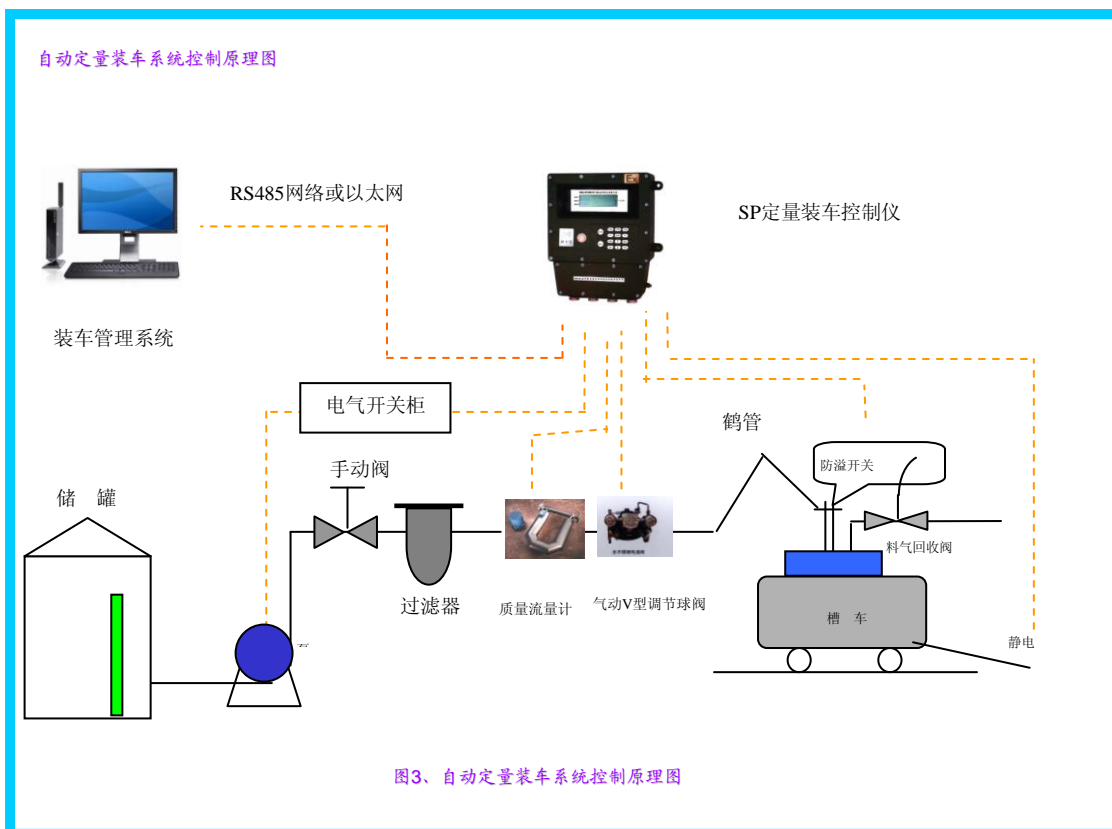 自动定量装车系统控制原理图
RS485网络或以太网
SP定量装车控制仪
装车管理系统
电气开关柜
鹤管
手动阀
防溢开关
储 罐
料气回收阀
过滤器
质量流量计
气动V型调节球阀
槽 车
静电
图3、自动定量装车系统控制原理图